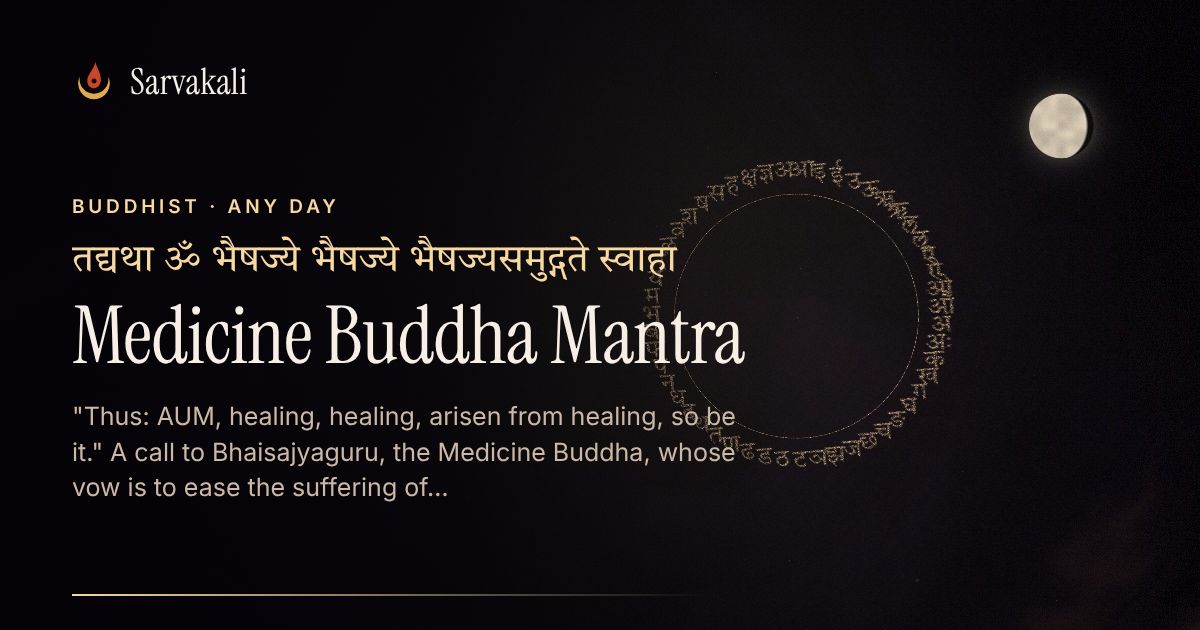 Sarvakali
BUDDHIST · ANY DAY
तद्यथा ॐ भैषज्ये भैषज्ये भैषज्यसमुद्गते स्वाहा
Medicine Buddha Mantra
"Thus: AUM, healing, healing, arisen from healing, so be
it." A call to Bhaisajyaguru, the Medicine Buddha, whose
vow is to ease the suffering of...